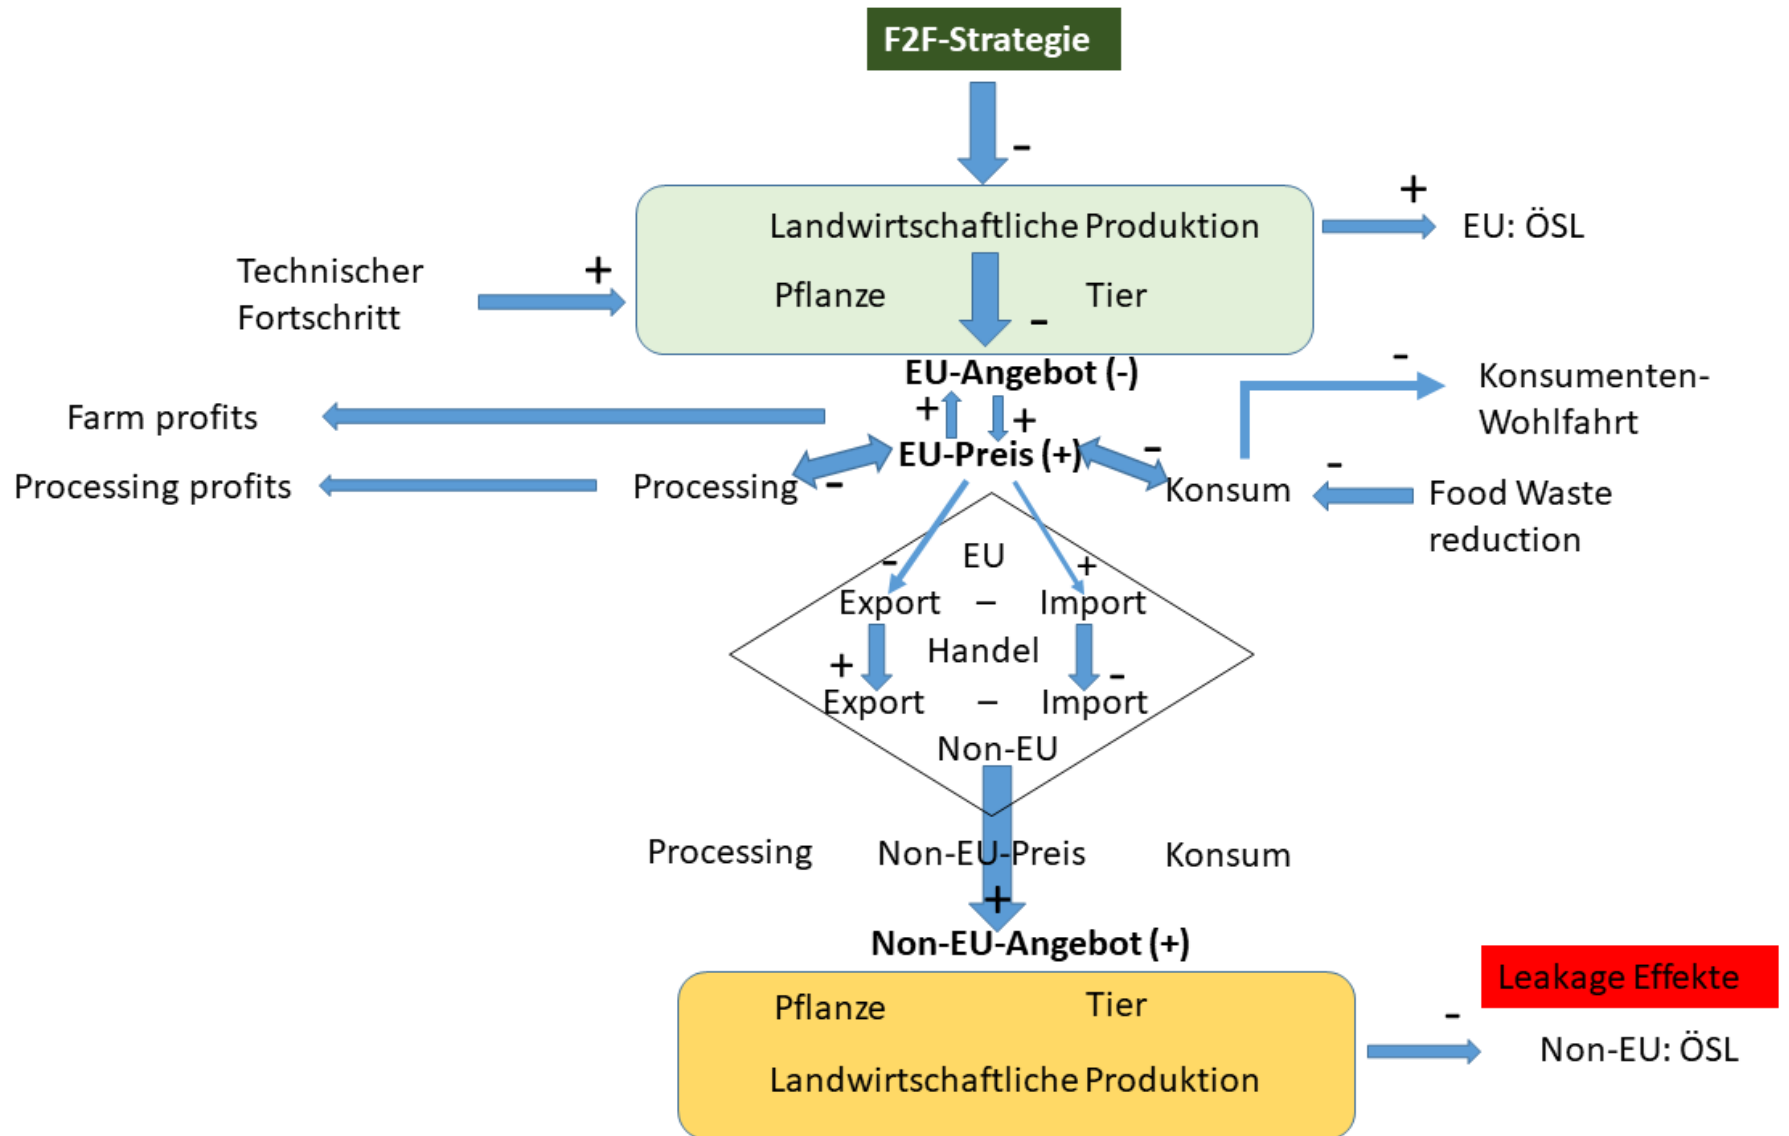 F2F-Strategie
-
Landwirtschaftliche Produktion
+
EU: ÖSL
Technischer
Fortschritt
+
Pflanze
Tier
-
EU-Angebot (-)
-
Konsumenten-
Wohlfahrt
Farm profits
+
+
EU-Preis (+)
-
-
Processing profits
Processing
-
Konsum
Food Waste
reduction
-
EU
+
Export – Import
+
Handel
-
Export – Import
Non-EU
Processing
Non-EU-Preis
Konsum
+
Non-EU-Angebot (+)
Leakage Effekte
Pflanze
Tier
-
Non-EU: ÖSL
Landwirtschaftliche Produktion